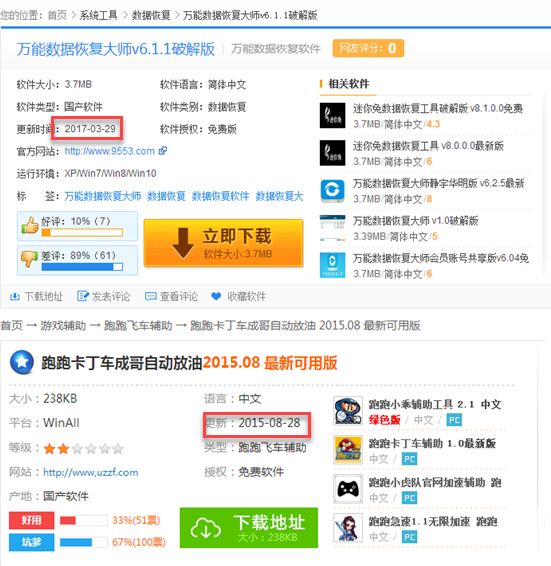 您的位置：首页 > 系统工具 > 数据恢复 > 万能数据恢复大师v6.1.1破解版
万能数据恢复大师v6.1.1破解版 | 万能数据恢复软件 网友评分： 0
软件大小：3.7MB 软件语言：简体中文
软件类型：国产软件 软件类别：数据恢复
更新时间：2017-03-29 软件授权：免费版
官方网站：http://www.9553.com
运行环境：XP/Win7/Win8/Win10
标 签：万能数据恢复大师 数据恢复 数据恢复软件 数据恢复大
好评：10%（7）
差评：89%（61）
立即下载
软件大小:3.7MB
相关软件
迷你兔数据恢复工具破解版 v8.1.0.0免费
3.7MB/简体中文/4.3
迷你兔数据恢复工具 v8.0.0.0最新版
3.7MB/简体中文/6
万能数据恢复大师静宇华明版 v6.2.5最新
3.7MB/简体中文/8
万能数据恢复大师 v1.0破解版
3.39MB/简体中文/5
万能数据恢复大师会员账号共享版v6.04免
3.7MB/简体中文/6
下载地址 发表评论 查看评论 收藏软件
首页 → 游戏辅助 → 跑跑飞车辅助 → 跑跑卡丁车成哥自动放油 2015.08 最新可用版
跑跑卡丁车成哥自动放油2015.08 最新可用版
大小：238KB 语言：中文
平台：WinAll 更新：2015-08-28
等级： 类型：跑跑飞车辅助
网站：http://www.uzzf.com 授权：免费软件
产地：国产软件
好用 33%(51票)
坑爹 67%(100票)
下载地址
大小：238KB
跑跑小乖辅助工具 2.1 中文
绿色版 / 中文 / PC
跑跑卡丁车辅助 1.0最新版
中文 / PC
跑跑小虎队官网加速辅助 跑
中文 / PC
跑跑急速1.1无限加速 跑跑
中文 / PC